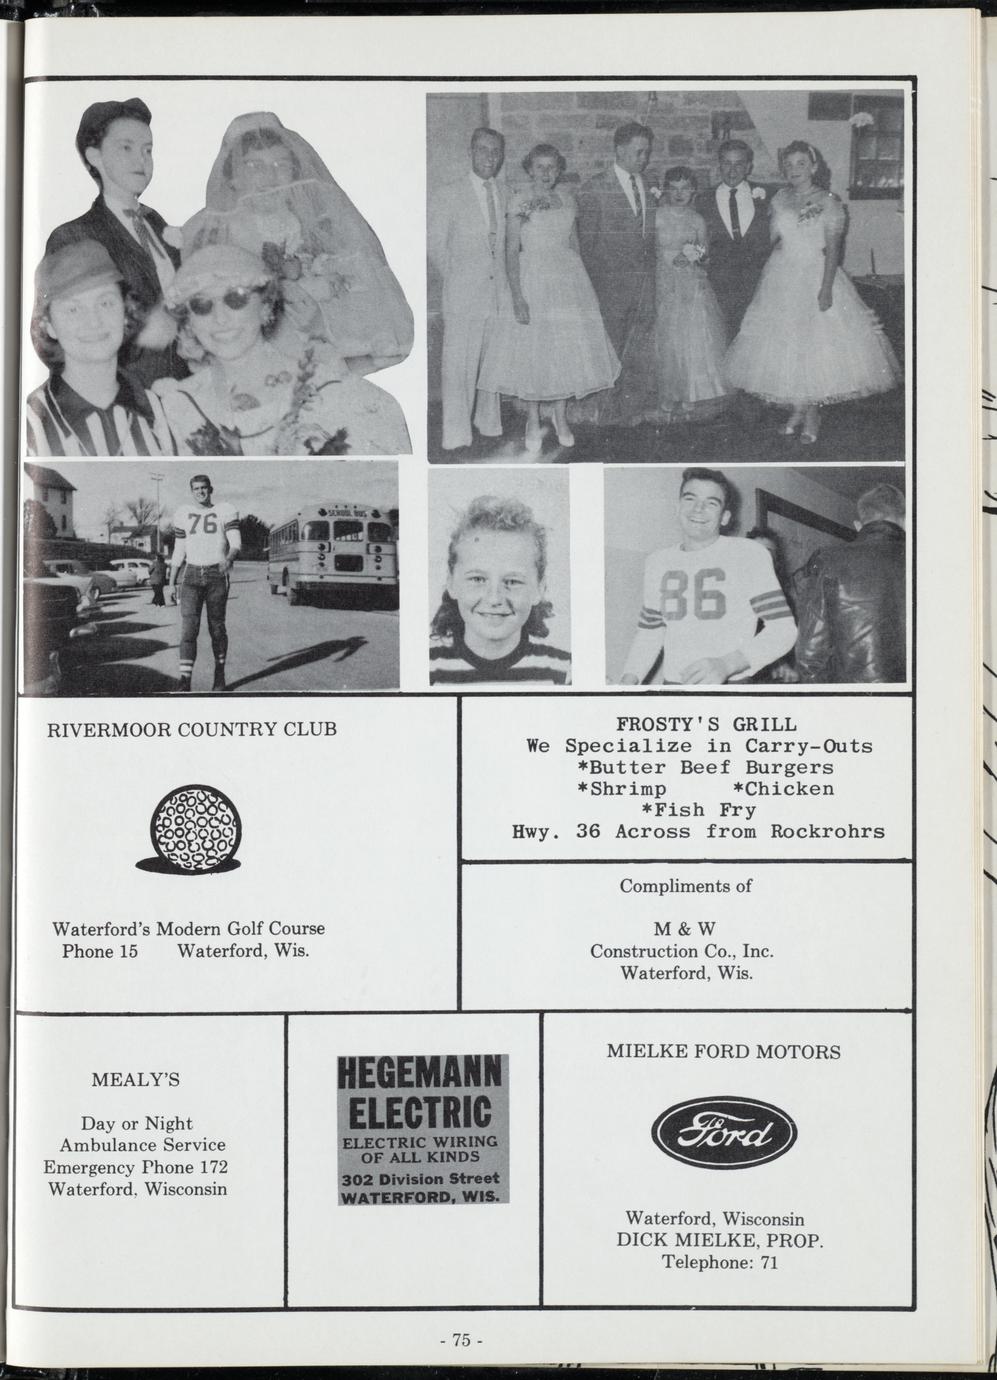 76
SCHOOL BUS
86
RIVERMOOR COUNTRY CLUB
Waterford's Modern Golf Course
Phone 15 Waterford, Wis.
FROSTY'S GRILL
We Specialize in Carry-Outs
*Butter Beef Burgers
*Shrimp *Chicken
*Fish Fry
Hwy. 36 Across from Rockrohrs
Compliments of
M & W
Construction Co., Inc.
Waterford, Wis.
MEALY'S
Day or Night
Ambulance Service
Emergency Phone 172
Waterford, Wisconsin
HEGEMANN
ELECTRIC
ELECTRIC WIRING
OF ALL KINDS
302 Division Street
WATERFORD, WIS.
MIELKE FORD MOTORS
Ford
Waterford, Wisconsin
DICK MIELKE, PROP.
Telephone: 71
- 75 -